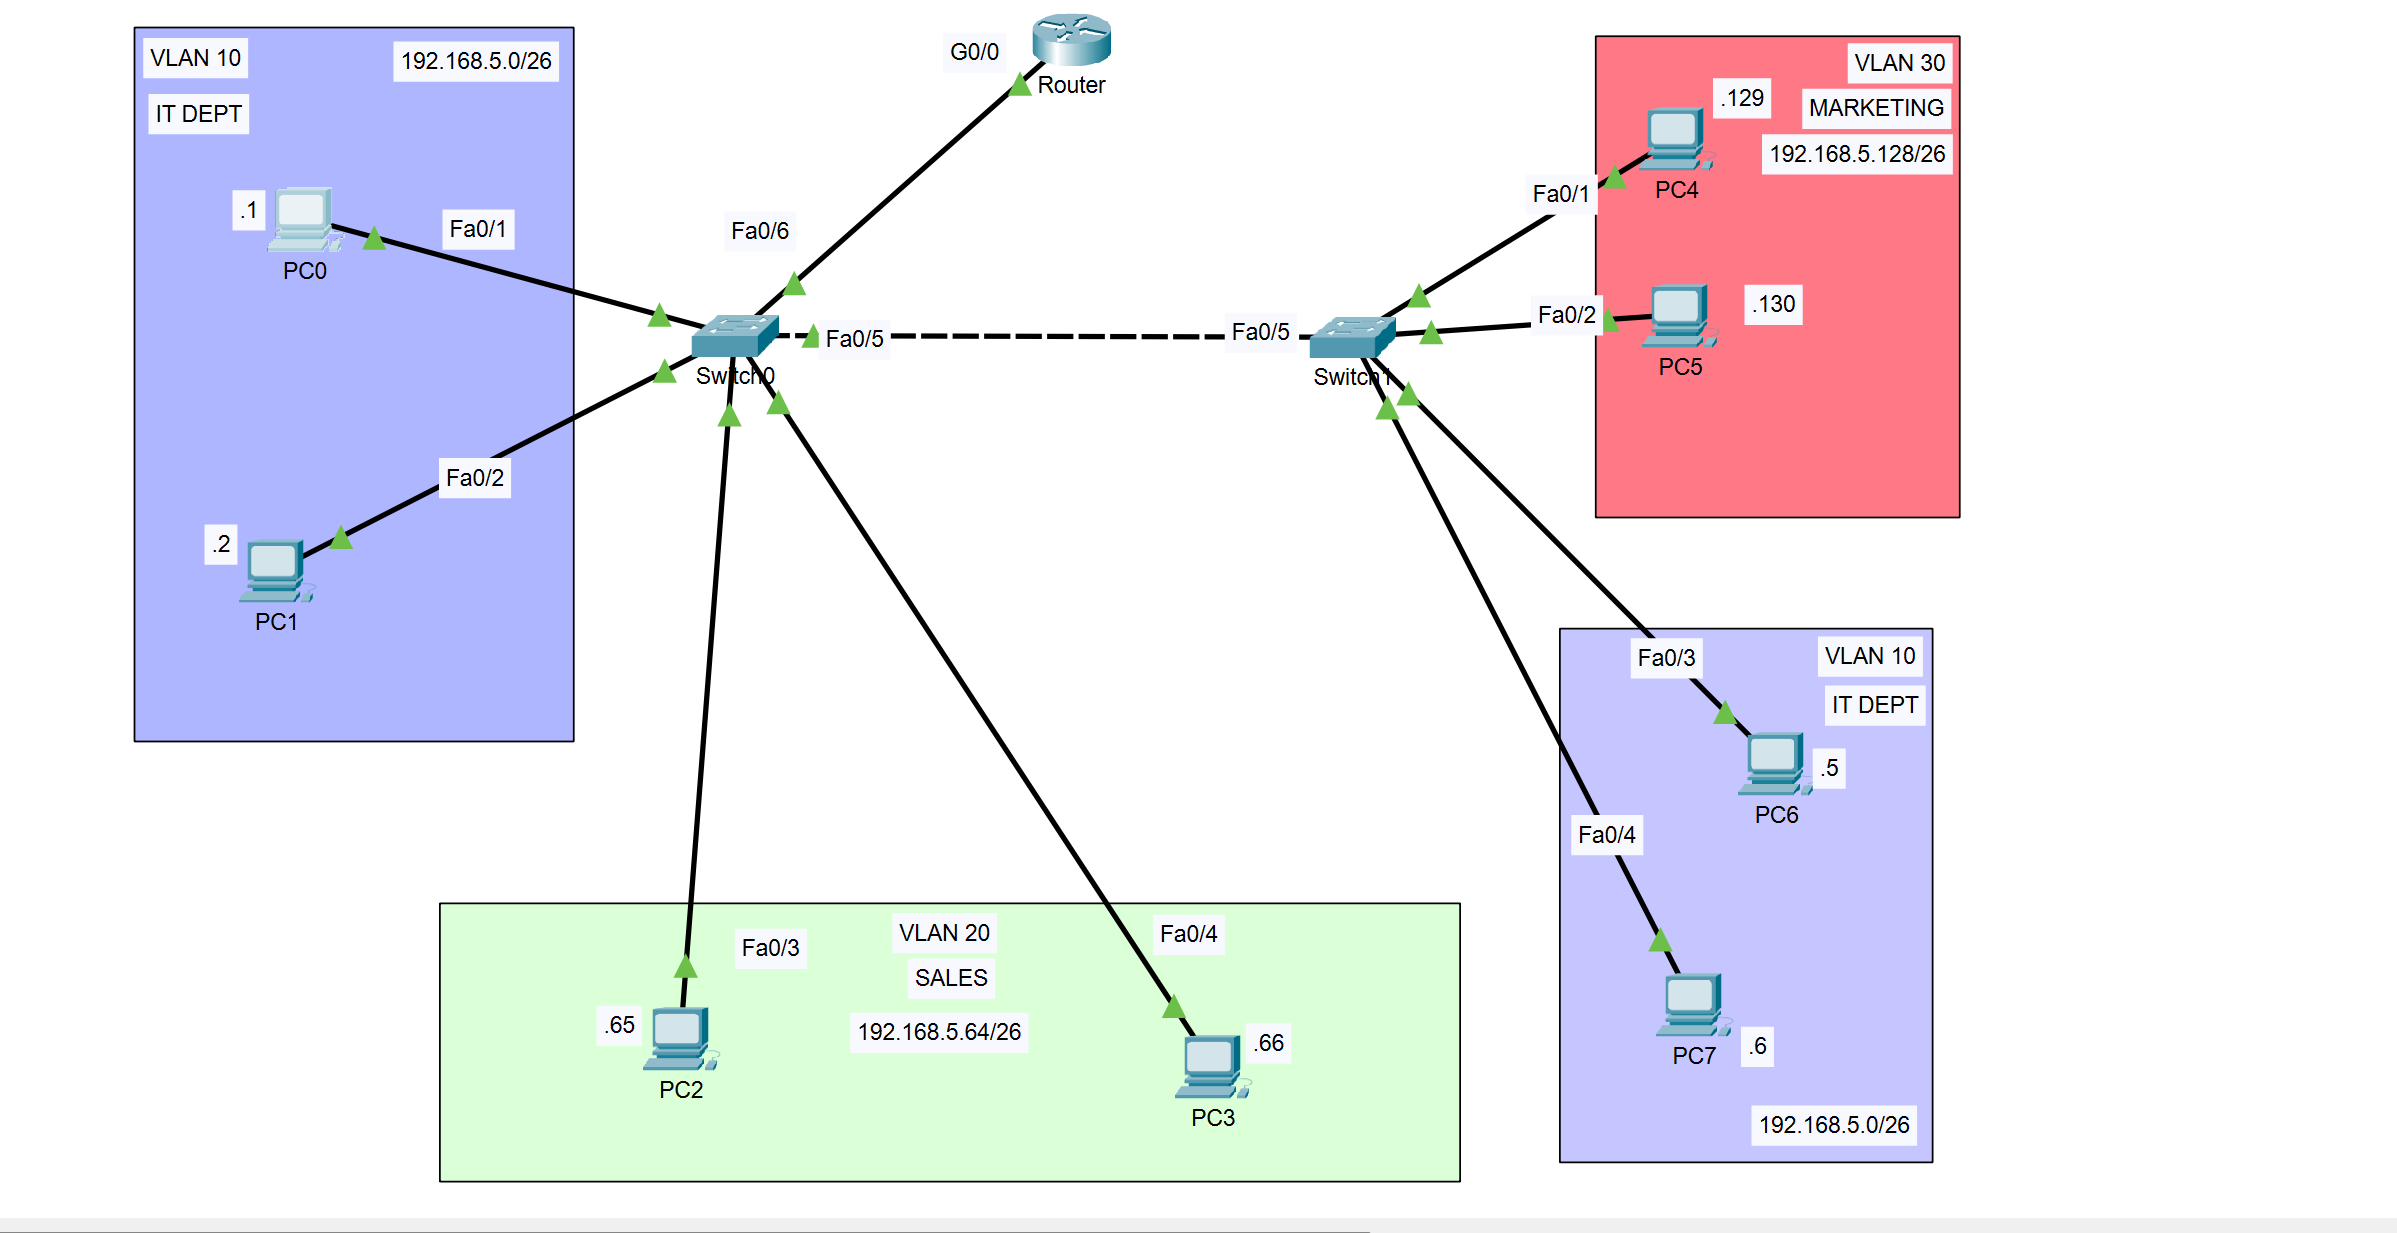 VLAN 10
192.168.5.0/26
IT DEPT
.1
PC0
Fa0/1
.2
PC1
Fa0/2
G0/0
Router
Fa0/6
Switch0
Fa0/5
Fa0/5
Switch1
Fa0/1
Fa0/2
VLAN 30
MARKETING
192.168.5.128/26
.129
PC4
.130
PC5
VLAN 20
SALES
192.168.5.64/26
Fa0/3
.65
PC2
Fa0/4
.66
PC3
VLAN 10
IT DEPT
Fa0/3
.5
PC6
Fa0/4
PC7
.6
192.168.5.0/26